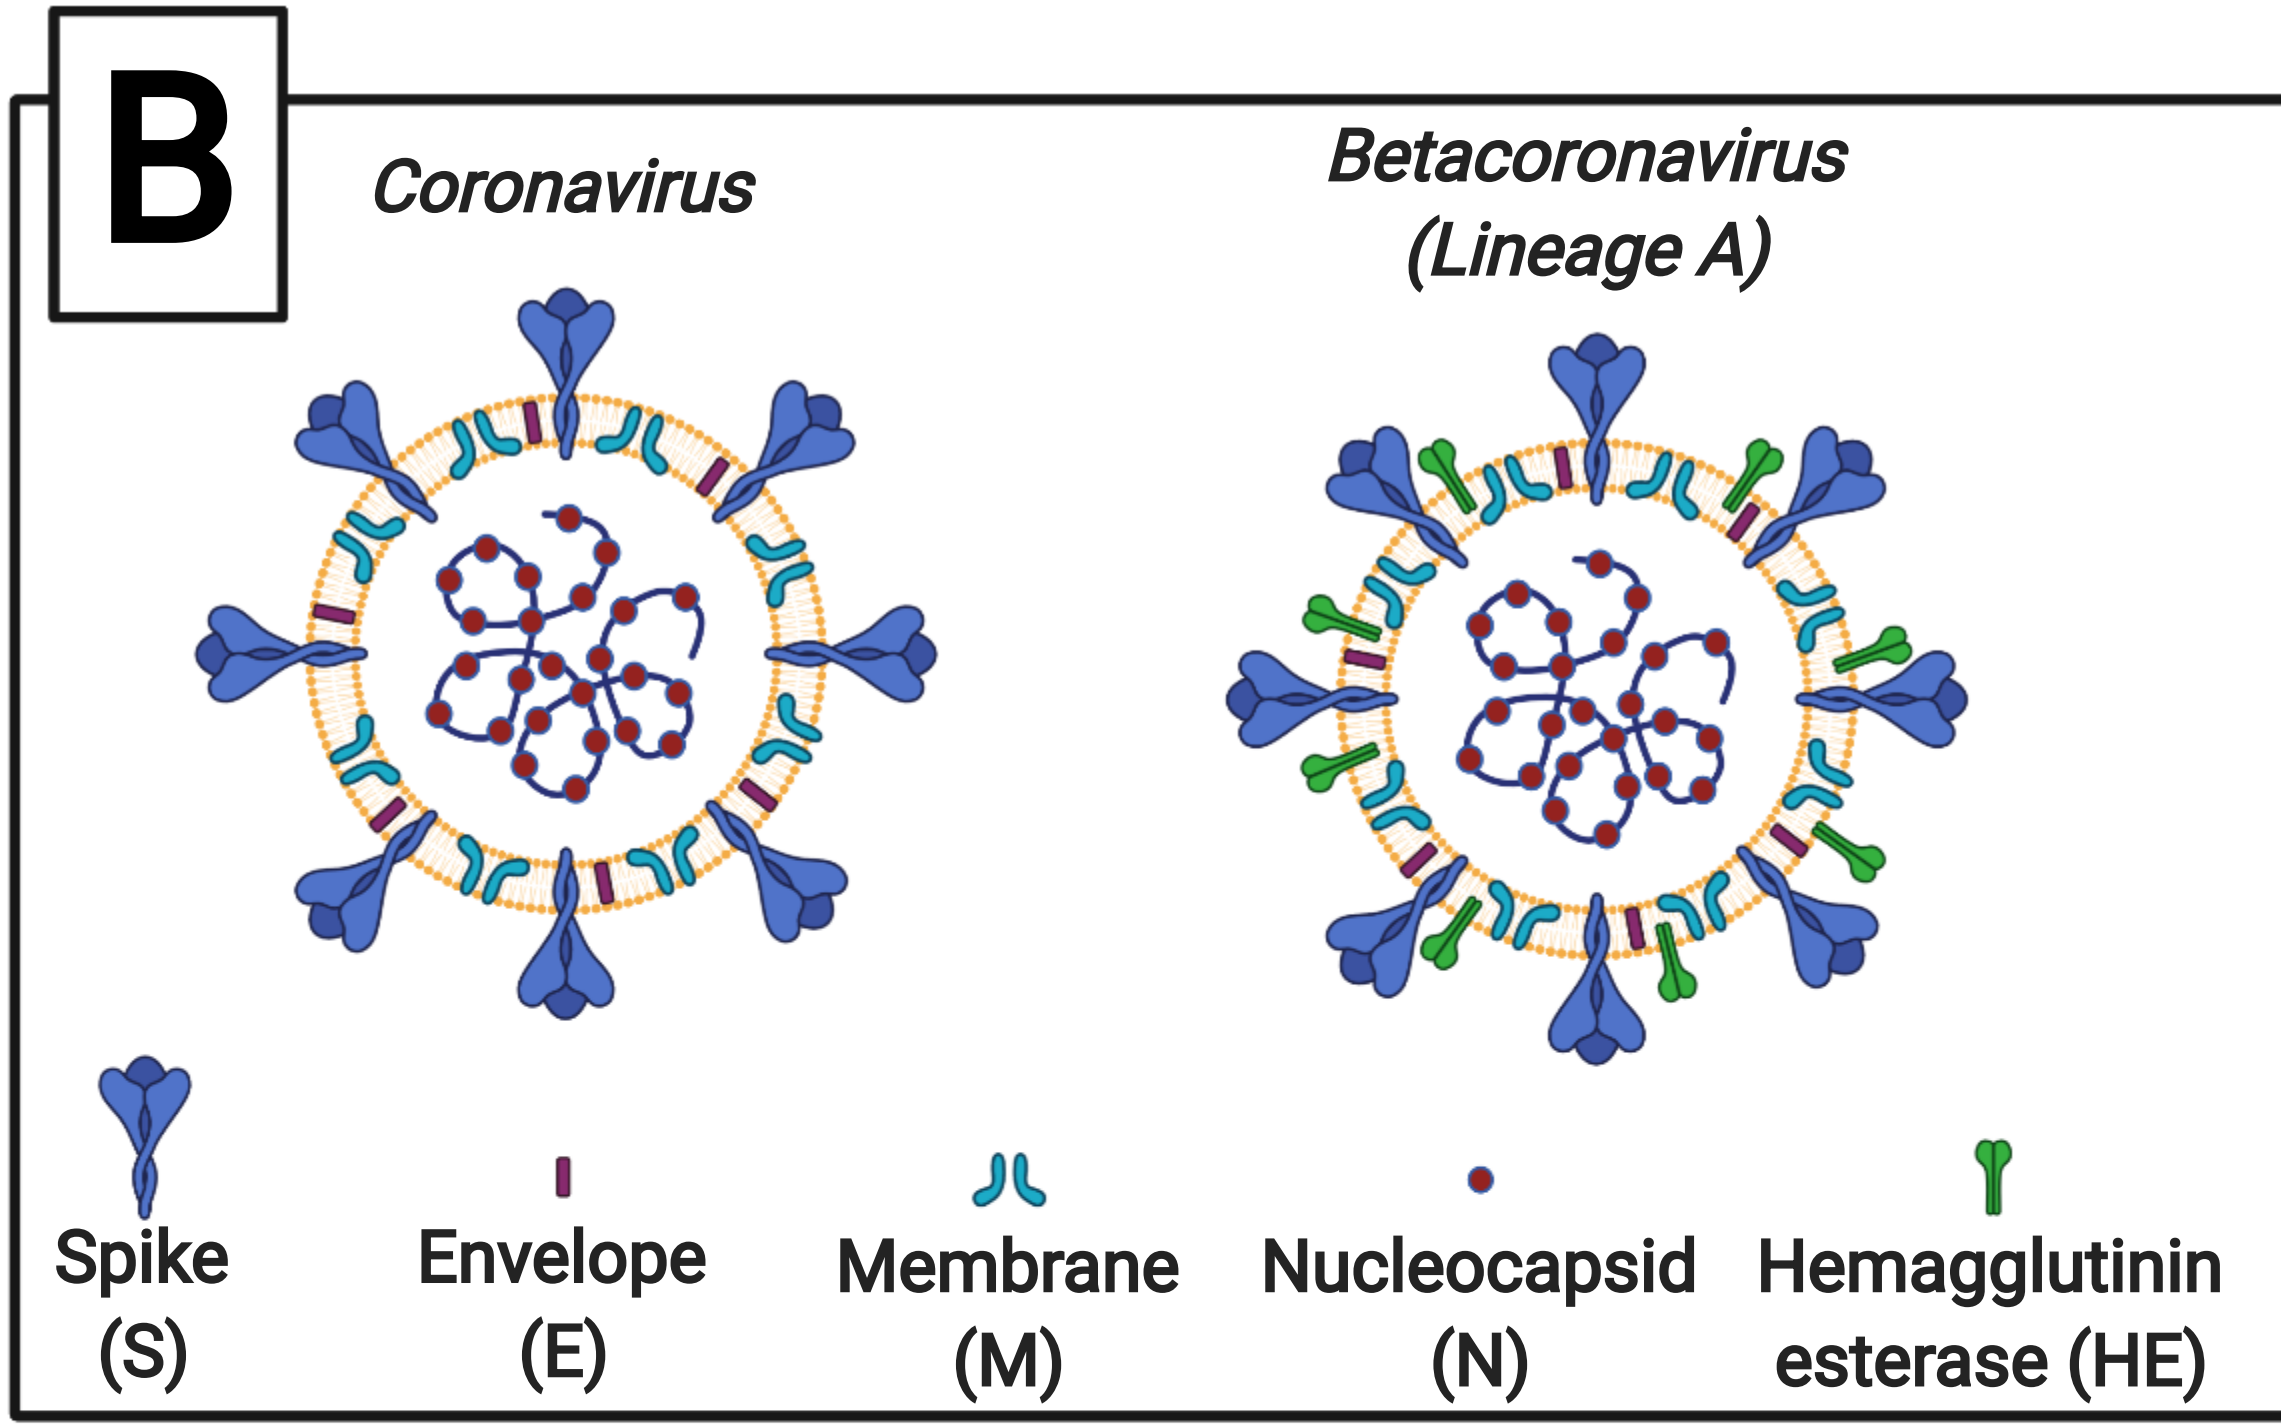 B
Coronavirus
Betacoronavirus
(Lineage A)
Spike
(S)
Envelope
(E)
Membrane
(M)
Nucleocapsid
(N)
Hemagglutinin
esterase (HE)